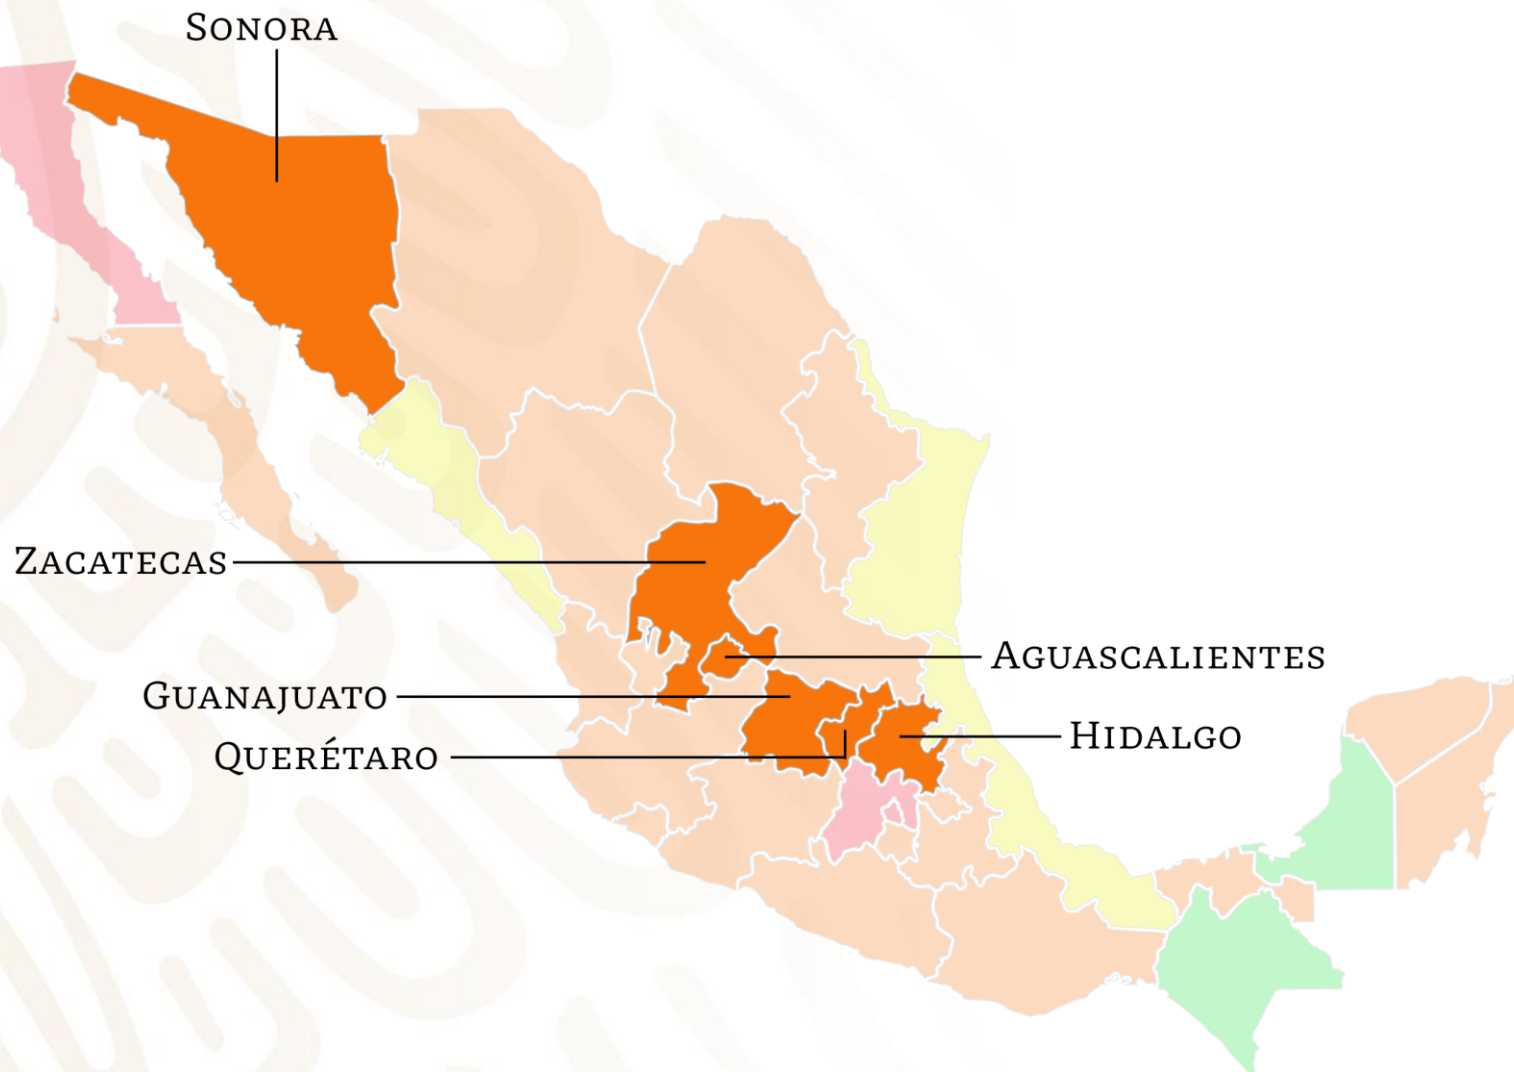 Sonora
Zacatecas
Aguascalientes
Guanajuato
Hidalgo
Querétaro